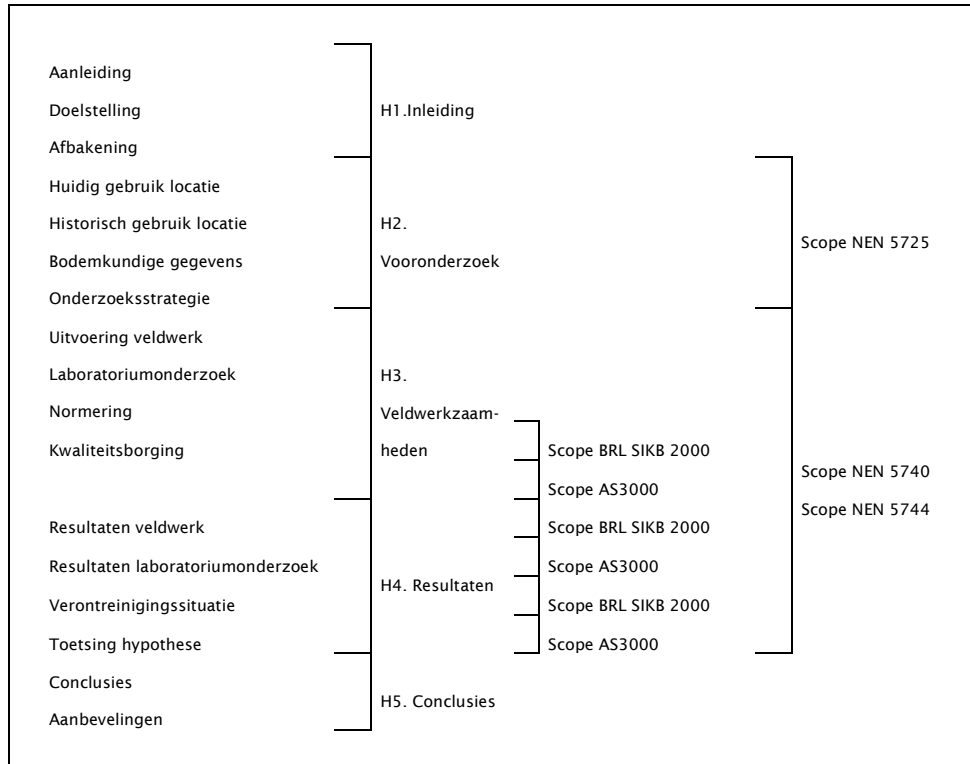 Aanleiding
Doelstelling
Afbakening
Huidig gebruik locatie
Historisch gebruik locatie
Bodemkundige gegevens
Onderzoeksstrategie
Uitvoering veldwerk
Laboratoriumonderzoek
Normering
Kwaliteitsborging
Resultaten veldwerk
Resultaten laboratoriumonderzoek
Verontreinigingssituatie
Toetsing hypothese
Conclusies
Aanbevelingen
H1.Inleiding
H2.
Vooronderzoek
H3.
Veldwerkzaam-
heden
H4. Resultaten
H5. Conclusies
Scope BRL SIKB 2000
Scope AS3000
Scope BRL SIKB 2000
Scope AS3000
Scope BRL SIKB 2000
Scope AS3000
Scope NEN 5725
Scope NEN 5740
Scope NEN 5744